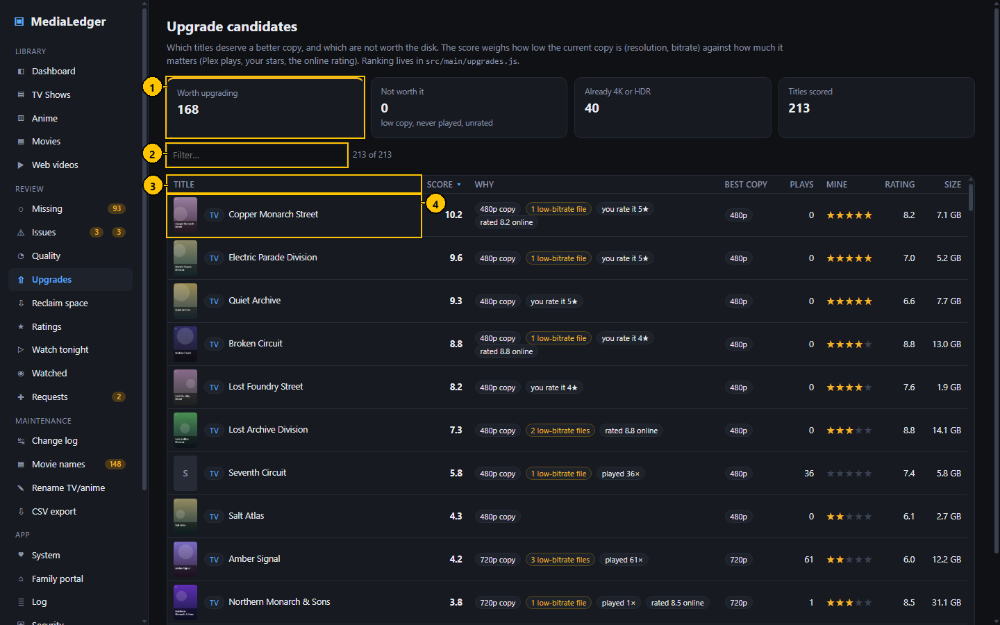 MediaLedger
LIBRARY
Dashboard
TV Shows
Anime
Movies
Web videos
REVIEW
Missing 93
Issues 3 3
Quality
Upgrades
Reclaim space
Ratings
Watch tonight
Watched
Requests 2
MAINTENANCE
Change log
Movie names 148
Rename TV/anime
CSV export
APP
System
Family portal
Log
Upgrade candidates
Which titles deserve a better copy, and which are not worth the disk. The score weighs how low the current copy is (resolution, bitrate) against how much it
matters (Plex plays, your stars, the online rating). Ranking lives in src/main/upgrades.js.
1
Worth upgrading
168
Not worth it
0
low copy, never played, unrated
Already 4K or HDR
40
Titles scored
213
2
Filter...
213 of 213
3
TITLE SCORE ▼ WHY BEST COPY PLAYS MINE RATING SIZE
4
TV Copper Monarch Street 10.2 480p copy 1 low-bitrate file you rate it 5★ 480p 0 ★★★★★ 8.2 7.1 GB
rated 8.2 online
TV Electric Parade Division 9.6 480p copy 1 low-bitrate file you rate it 5★ 480p 0 ★★★★★ 7.0 5.2 GB
TV Quiet Archive 9.3 480p copy you rate it 5★ 480p 0 ★★★★★ 6.6 7.7 GB
TV Broken Circuit 8.8 480p copy 1 low-bitrate file you rate it 4★ 480p 0 ★★★★★ 8.8 13.0 GB
rated 8.8 online
TV Lost Foundry Street 8.2 480p copy you rate it 4★ 480p 0 ★★★★★ 7.6 1.9 GB
TV Lost Archive Division 7.3 480p copy 2 low-bitrate files rated 8.8 online 480p 0 ★★★★★ 8.8 14.1 GB
S TV Seventh Circuit 5.8 480p copy 1 low-bitrate file played 36× 480p 36 ★★★★★ 7.4 5.8 GB
TV Salt Atlas 4.3 480p copy 480p 0 ★★★★★ 6.1 2.7 GB
TV Amber Signal 4.2 720p copy 3 low-bitrate files played 61× 720p 61 ★★★★★ 6.0 12.2 GB
TV Northern Monarch & Sons 3.8 720p copy 1 low-bitrate file played 1× rated 8.5 online 720p 1 ★★★★★ 8.5 31.1 GB